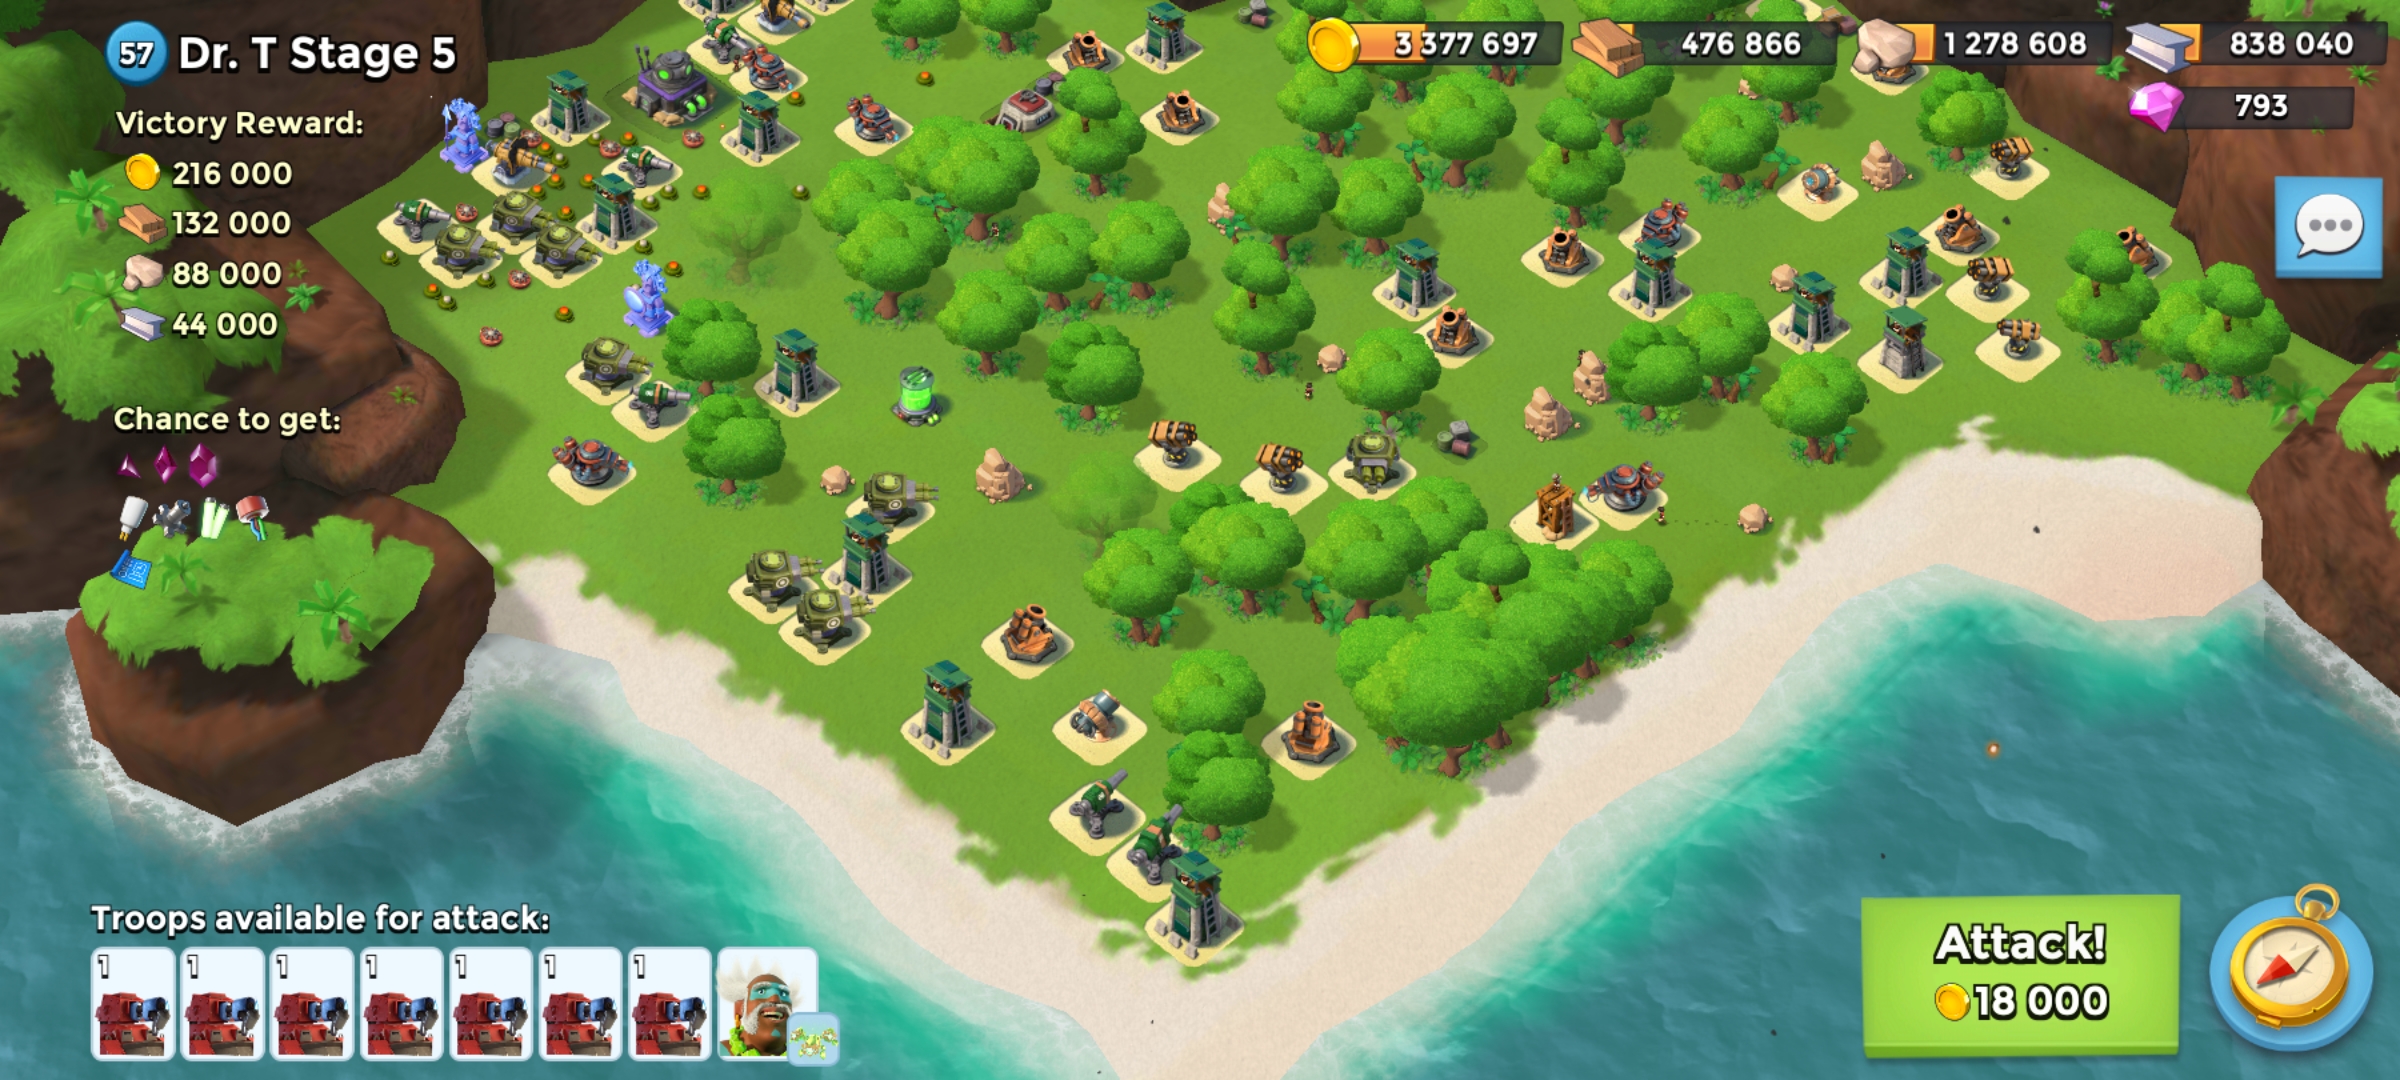 57 Dr. T Stage 5
3 377 697
476 866
1 278 608
838 040
793
Victory Reward:
216 000
132 000
88 000
44 000
Chance to get:
Troops available for attack:
1 1 1 1 1 1 1
Attack!
18 000